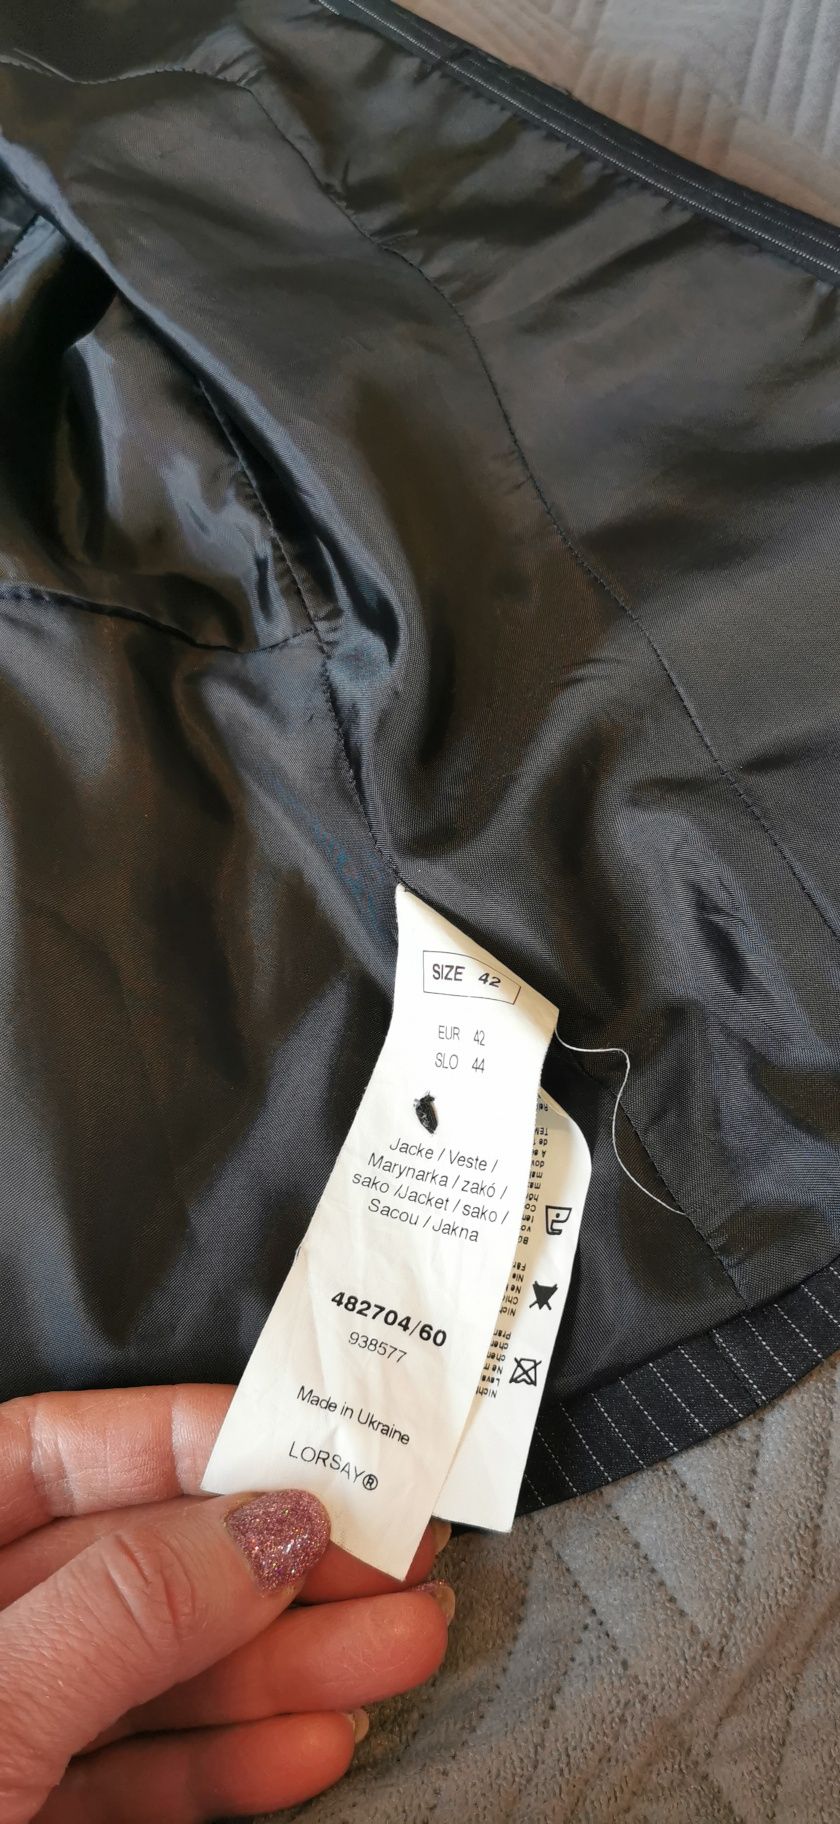 SIZE 42
EUR 42
SLO 44
Jacke / Veste /
Marynarka / zakó /
sako /Jacket / sako /
Sacou / Jakna
482704/60
938577
Made in Ukraine
LORSAY®